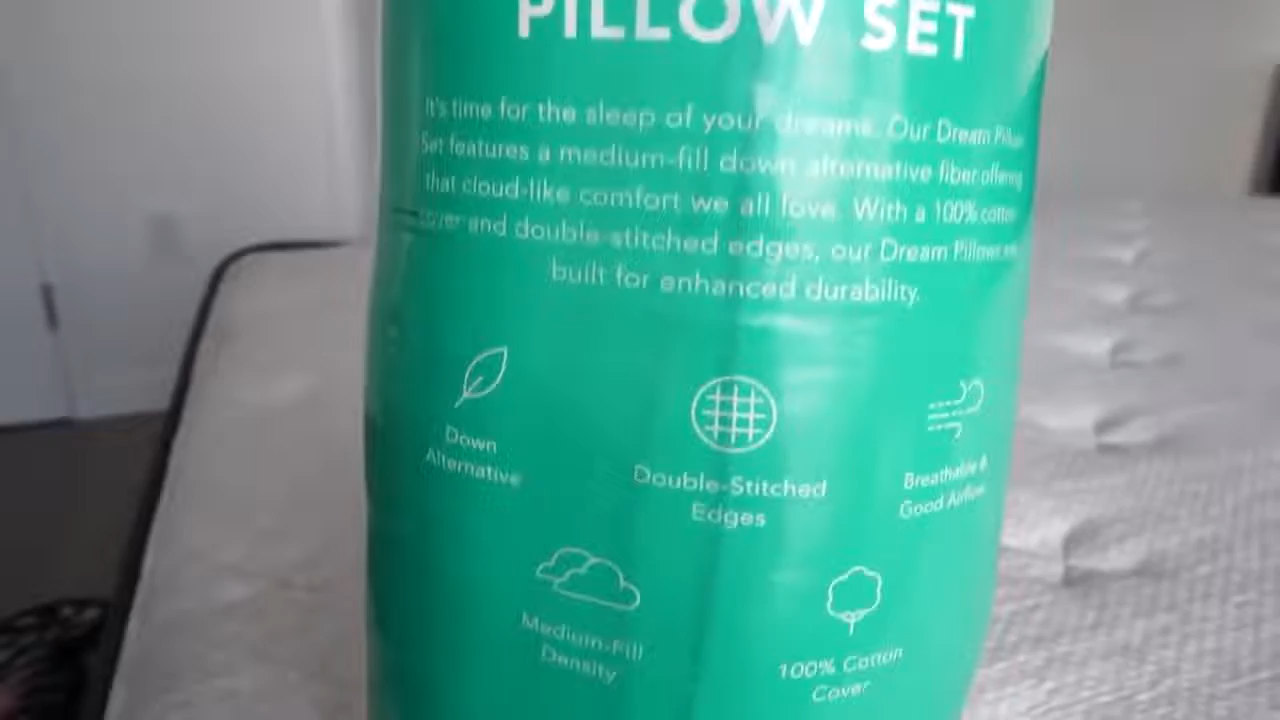 PILLOW SET
It's time for the sleep of your dreams. Our Dream Pillow
Set features a medium-fill down alternative fiber offering
that cloud-like comfort we all love. With a 100% cotton
cover and double stitched edges, our Dream Pillows are
built for enhanced durability.
Down
Alternative
Double-Stitched
Edges
Breathable &
Good Airflow
Medium-Fill
Density
100% Cotton
Cover